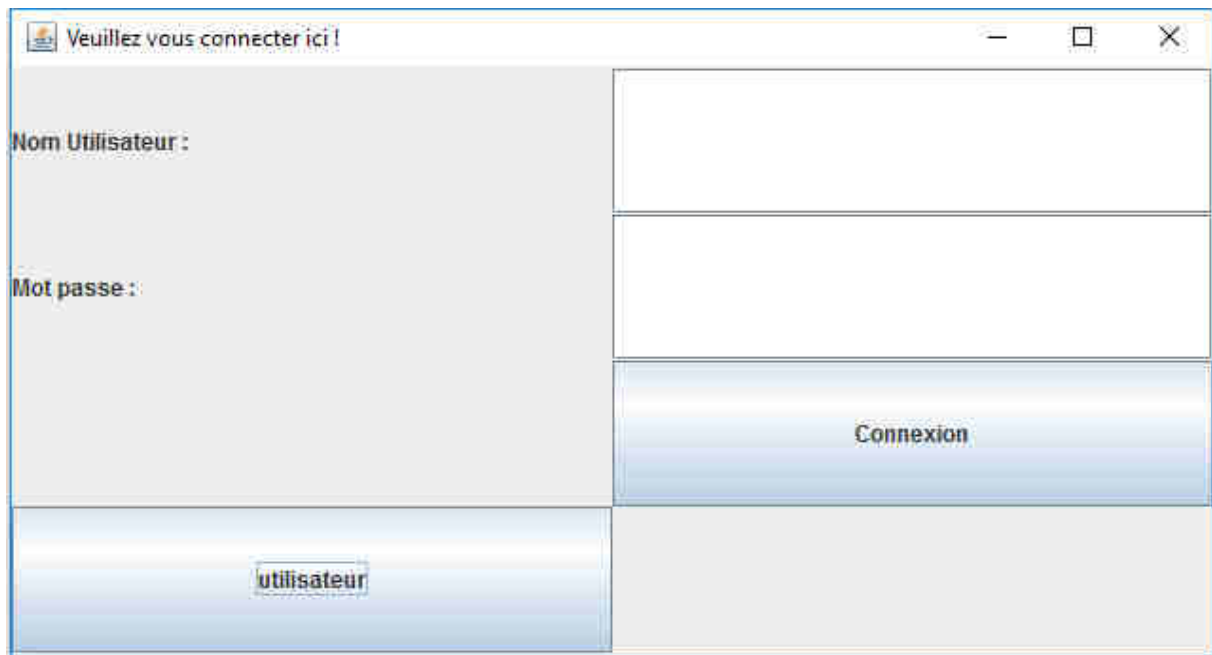 Veuillez vous connecter ici !
Nom Utilisateur :
Mot passe :
Connexion
utilisateur